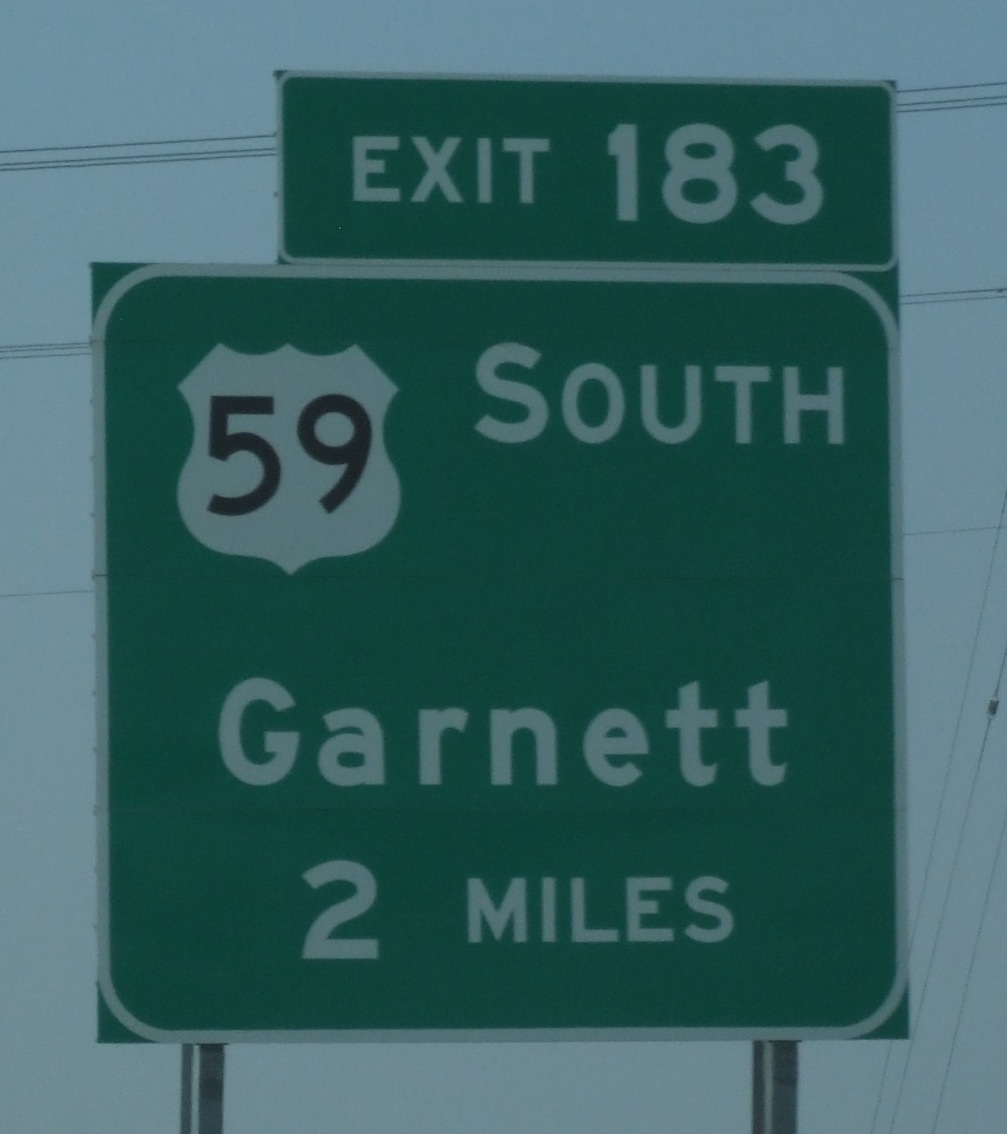 EXIT 183
59 SOUTH
Garnett
2 MILES